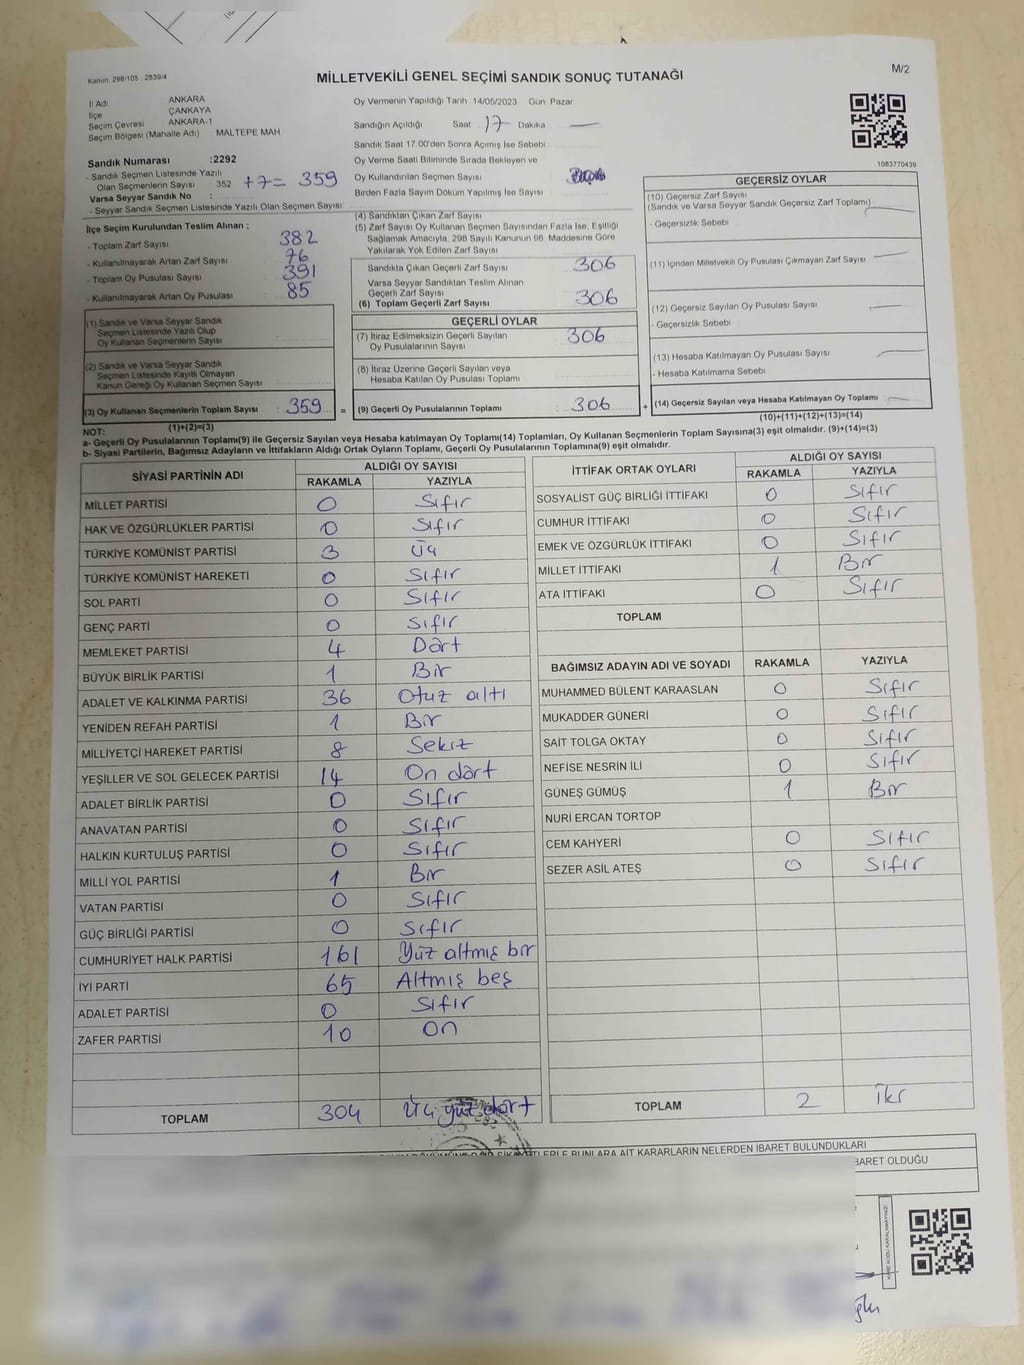 Kanun: 298/105 , 2839/4
MİLLETVEKİLİ GENEL SEÇİMİ SANDIK SONUÇ TUTANAĞI
M/2
İl Adı ANKARA
İlçe ÇANKAYA
Seçim Çevresi ANKARA-1
Seçim Bölgesi (Mahalle Adı) MALTEPE MAH
Sandık Numarası :2292
- Sandık Seçmen Listesinde Yazılı
Olan Seçmenlerin Sayısı 352 +7= 359
Varsa Seyyar Sandık No :
- Seyyar Sandık Seçmen Listesinde Yazılı Olan Seçmen Sayısı:
Oy Vermenin Yapıldığı Tarih 14/05/2023 Gün: Pazar
Sandığın Açıldığı Saat 17 Dakika —
Sandık Saat 17:00'den Sonra Açımış İse Sebebi
Oy Verme Saati Bitiminde Sırada Bekleyen ve
Oy Kullandırılan Seçmen Sayısı
Birden Fazla Sayım Döküm Yapılmış İse Sayısı
1083770439
İlçe Seçim Kurulundan Teslim Alınan ;
- Toplam Zarf Sayısı 382
- Kullanılmayarak Artan Zarf Sayısı 76
- Toplam Oy Pusulası Sayısı 391
- Kullanılmayarak Artan Oy Pusulası 85
(1) Sandık ve Varsa Seyyar Sandık
Seçmen Listesinde Yazılı Olup
Oy Kullanan Seçmenlerin Sayısı
(2) Sandık ve Varsa Seyyar Sandık
Seçmen Listesinde Kayıtlı Olmayan
Kanun Gereği Oy Kullanan Seçmen Sayısı
(3) Oy Kullanan Seçmenlerin Toplam Sayısı 359 =
(1)+(2)=(3)
(4) Sandıktan Çıkan Zarf Sayısı
(5) Zarf Sayısı Oy Kullanan Seçmen Sayısından Fazla İse, Eşitliği
Sağlamak Amacıyla, 298 Sayılı Kanunun 98. Maddesine Göre
Yakılarak Yok Edilen Zarf Sayısı
Sandıkta Çıkan Geçerli Zarf Sayısı 306
Varsa Seyyar Sandıktan Teslim Alınan
Geçerli Zarf Sayısı
(6) Toplam Geçerli Zarf Sayısı 306
GEÇERLİ OYLAR
(7) İtiraz Edilmeksizin Geçerli Sayılan
Oy Pusulalarının Sayısı 306
(8) İtiraz Üzerine Geçerli Sayılan veya
Hesaba Katılan Oy Pusulası Toplamı
(9) Geçerli Oy Pusulalarının Toplamı 306 +
GEÇERSİZ OYLAR
(10) Geçersiz Zarf Sayısı
(Sandık ve Varsa Seyyar Sandık Geçersiz Zarf Toplamı) —
- Geçersizlik Sebebi
(11) İçinden Milletvekili Oy Pusulası Çıkmayan Zarf Sayısı —
(12) Geçersiz Sayılan Oy Pusulası Sayısı —
- Geçersizlik Sebebi
(13) Hesaba Katılmayan Oy Pusulası Sayısı —
- Hesaba Katılmama Sebebi
(14) Geçersiz Sayılan veya Hesaba Katılmayan Oy Toplamı —
(10)+(11)+(12)+(13)=(14)
NOT:
a- Geçerli Oy Pusulalarının Toplamı(9) ile Geçersiz Sayılan veya Hesaba katılmayan Oy Toplamı(14) Toplamları, Oy Kullanan Seçmenlerin Toplam Sayısına(3) eşit olmalıdır. (9)+(14)=(3)
b- Siyasi Partilerin, Bağımsız Adayların ve İttifakların Aldığı Ortak Oyların Toplamı, Geçerli Oy Pusulalarının Toplamına(9) eşit olmalıdır.
SİYASİ PARTİNİN ADI ALDIĞI OY SAYISI
RAKAMLA YAZIYLA
MİLLET PARTİSİ 0 Sıfır
HAK VE ÖZGÜRLÜKLER PARTİSİ 0 Sıfır
TÜRKİYE KOMÜNİST PARTİSİ 3 Üç
TÜRKİYE KOMÜNİST HAREKETİ 0 Sıfır
SOL PARTİ 0 Sıfır
GENÇ PARTİ 0 Sıfır
MEMLEKET PARTİSİ 4 Dört
BÜYÜK BİRLİK PARTİSİ 1 Bir
ADALET VE KALKINMA PARTİSİ 36 Otuz altı
YENİDEN REFAH PARTİSİ 1 Bir
MİLLİYETÇİ HAREKET PARTİSİ 8 Sekiz
YEŞİLLER VE SOL GELECEK PARTİSİ 14 On dört
ADALET BİRLİK PARTİSİ 0 Sıfır
ANAVATAN PARTİSİ 0 Sıfır
HALKIN KURTULUŞ PARTİSİ 0 Sıfır
MİLLİ YOL PARTİSİ 1 Bir
VATAN PARTİSİ 0 Sıfır
GÜÇ BİRLİĞİ PARTİSİ 0 Sıfır
CUMHURİYET HALK PARTİSİ 161 Yüz altmış bir
İYİ PARTİ 65 Altmış beş
ADALET PARTİSİ 0 Sıfır
ZAFER PARTİSİ 10 On
TOPLAM 304 Üç yüz dört
İTTİFAK ORTAK OYLARI ALDIĞI OY SAYISI
RAKAMLA YAZIYLA
SOSYALİST GÜÇ BİRLİĞİ İTTİFAKI 0 Sıfır
CUMHUR İTTİFAKI 0 Sıfır
EMEK VE ÖZGÜRLÜK İTTİFAKI 0 Sıfır
MİLLET İTTİFAKI 1 Bir
ATA İTTİFAKI 0 Sıfır
TOPLAM
BAĞIMSIZ ADAYIN ADI VE SOYADI RAKAMLA YAZIYLA
MUHAMMED BÜLENT KARAASLAN 0 Sıfır
MUKADDER GÜNERİ 0 Sıfır
SAİT TOLGA OKTAY 0 Sıfır
NEFİSE NESRİN İLİ 0 Sıfır
GÜNEŞ GÜMÜŞ 1 Bir
NURİ ERCAN TORTOP
CEM KAHYERİ 0 Sıfır
SEZER ASİL ATEŞ 0 Sıfır
TOPLAM 2 İki
BUNLARA AİT KARARLARIN NELERDEN İBARET BULUNDUKLARI
BARET OLDUĞU